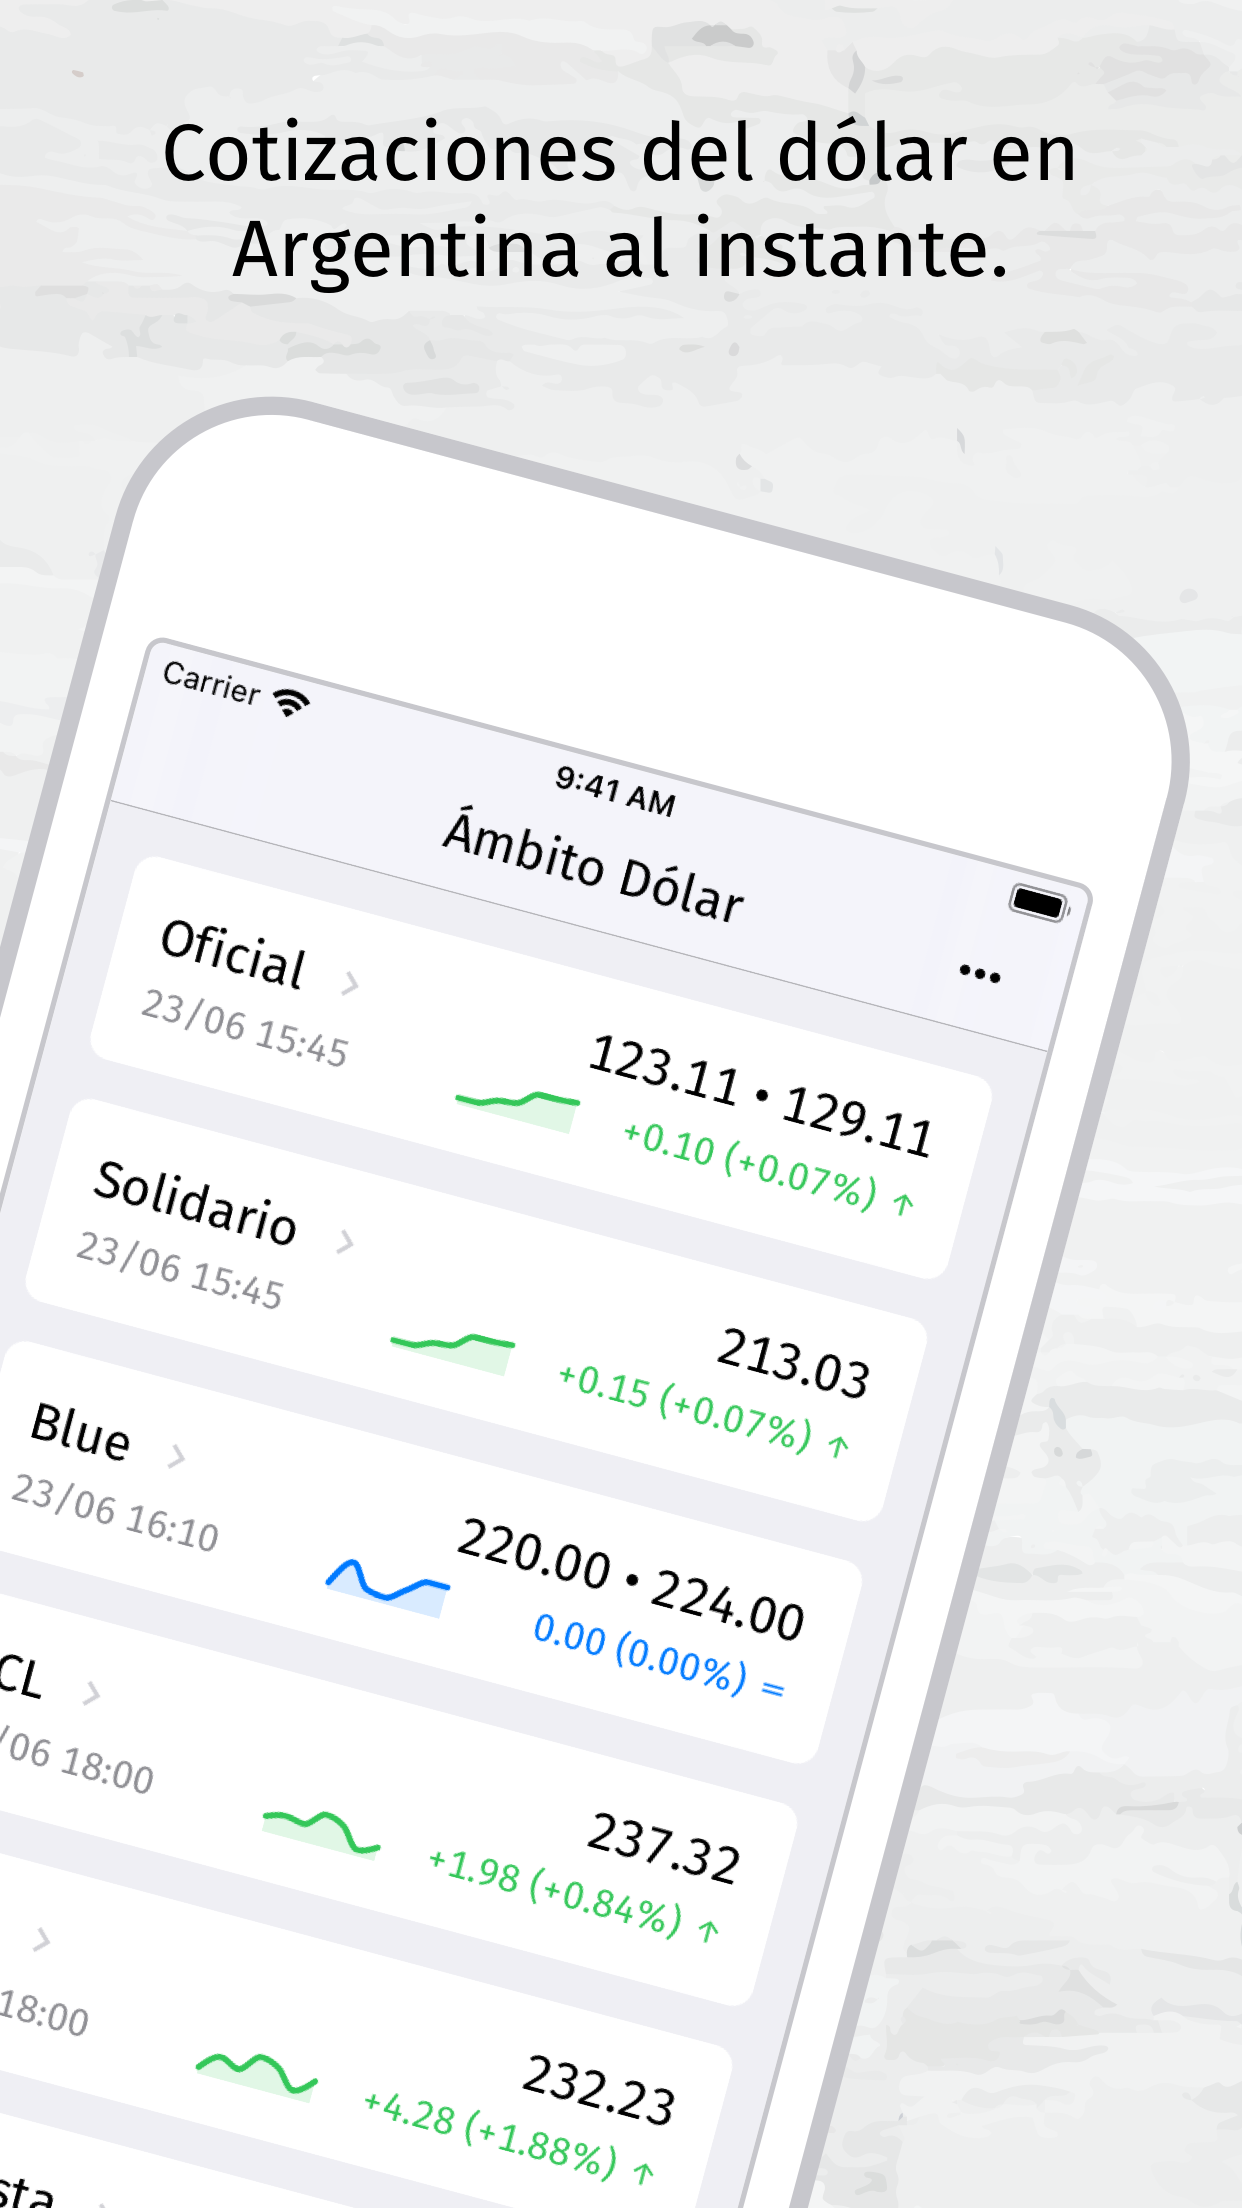 Cotizaciones del dólar en
Argentina al instante.
Carrier
9:41 AM
Ámbito Dólar
•••
Oficial >
23/06 15:45
123.11 • 129.11
+0.10 (+0.07%) ↑
Solidario >
23/06 15:45
213.03
+0.15 (+0.07%) ↑
Blue >
23/06 16:10
220.00 • 224.00
0.00 (0.00%) =
CL >
/06 18:00
237.32
+1.98 (+0.84%) ↑
>
18:00
232.23
+4.28 (+1.88%) ↑
sta